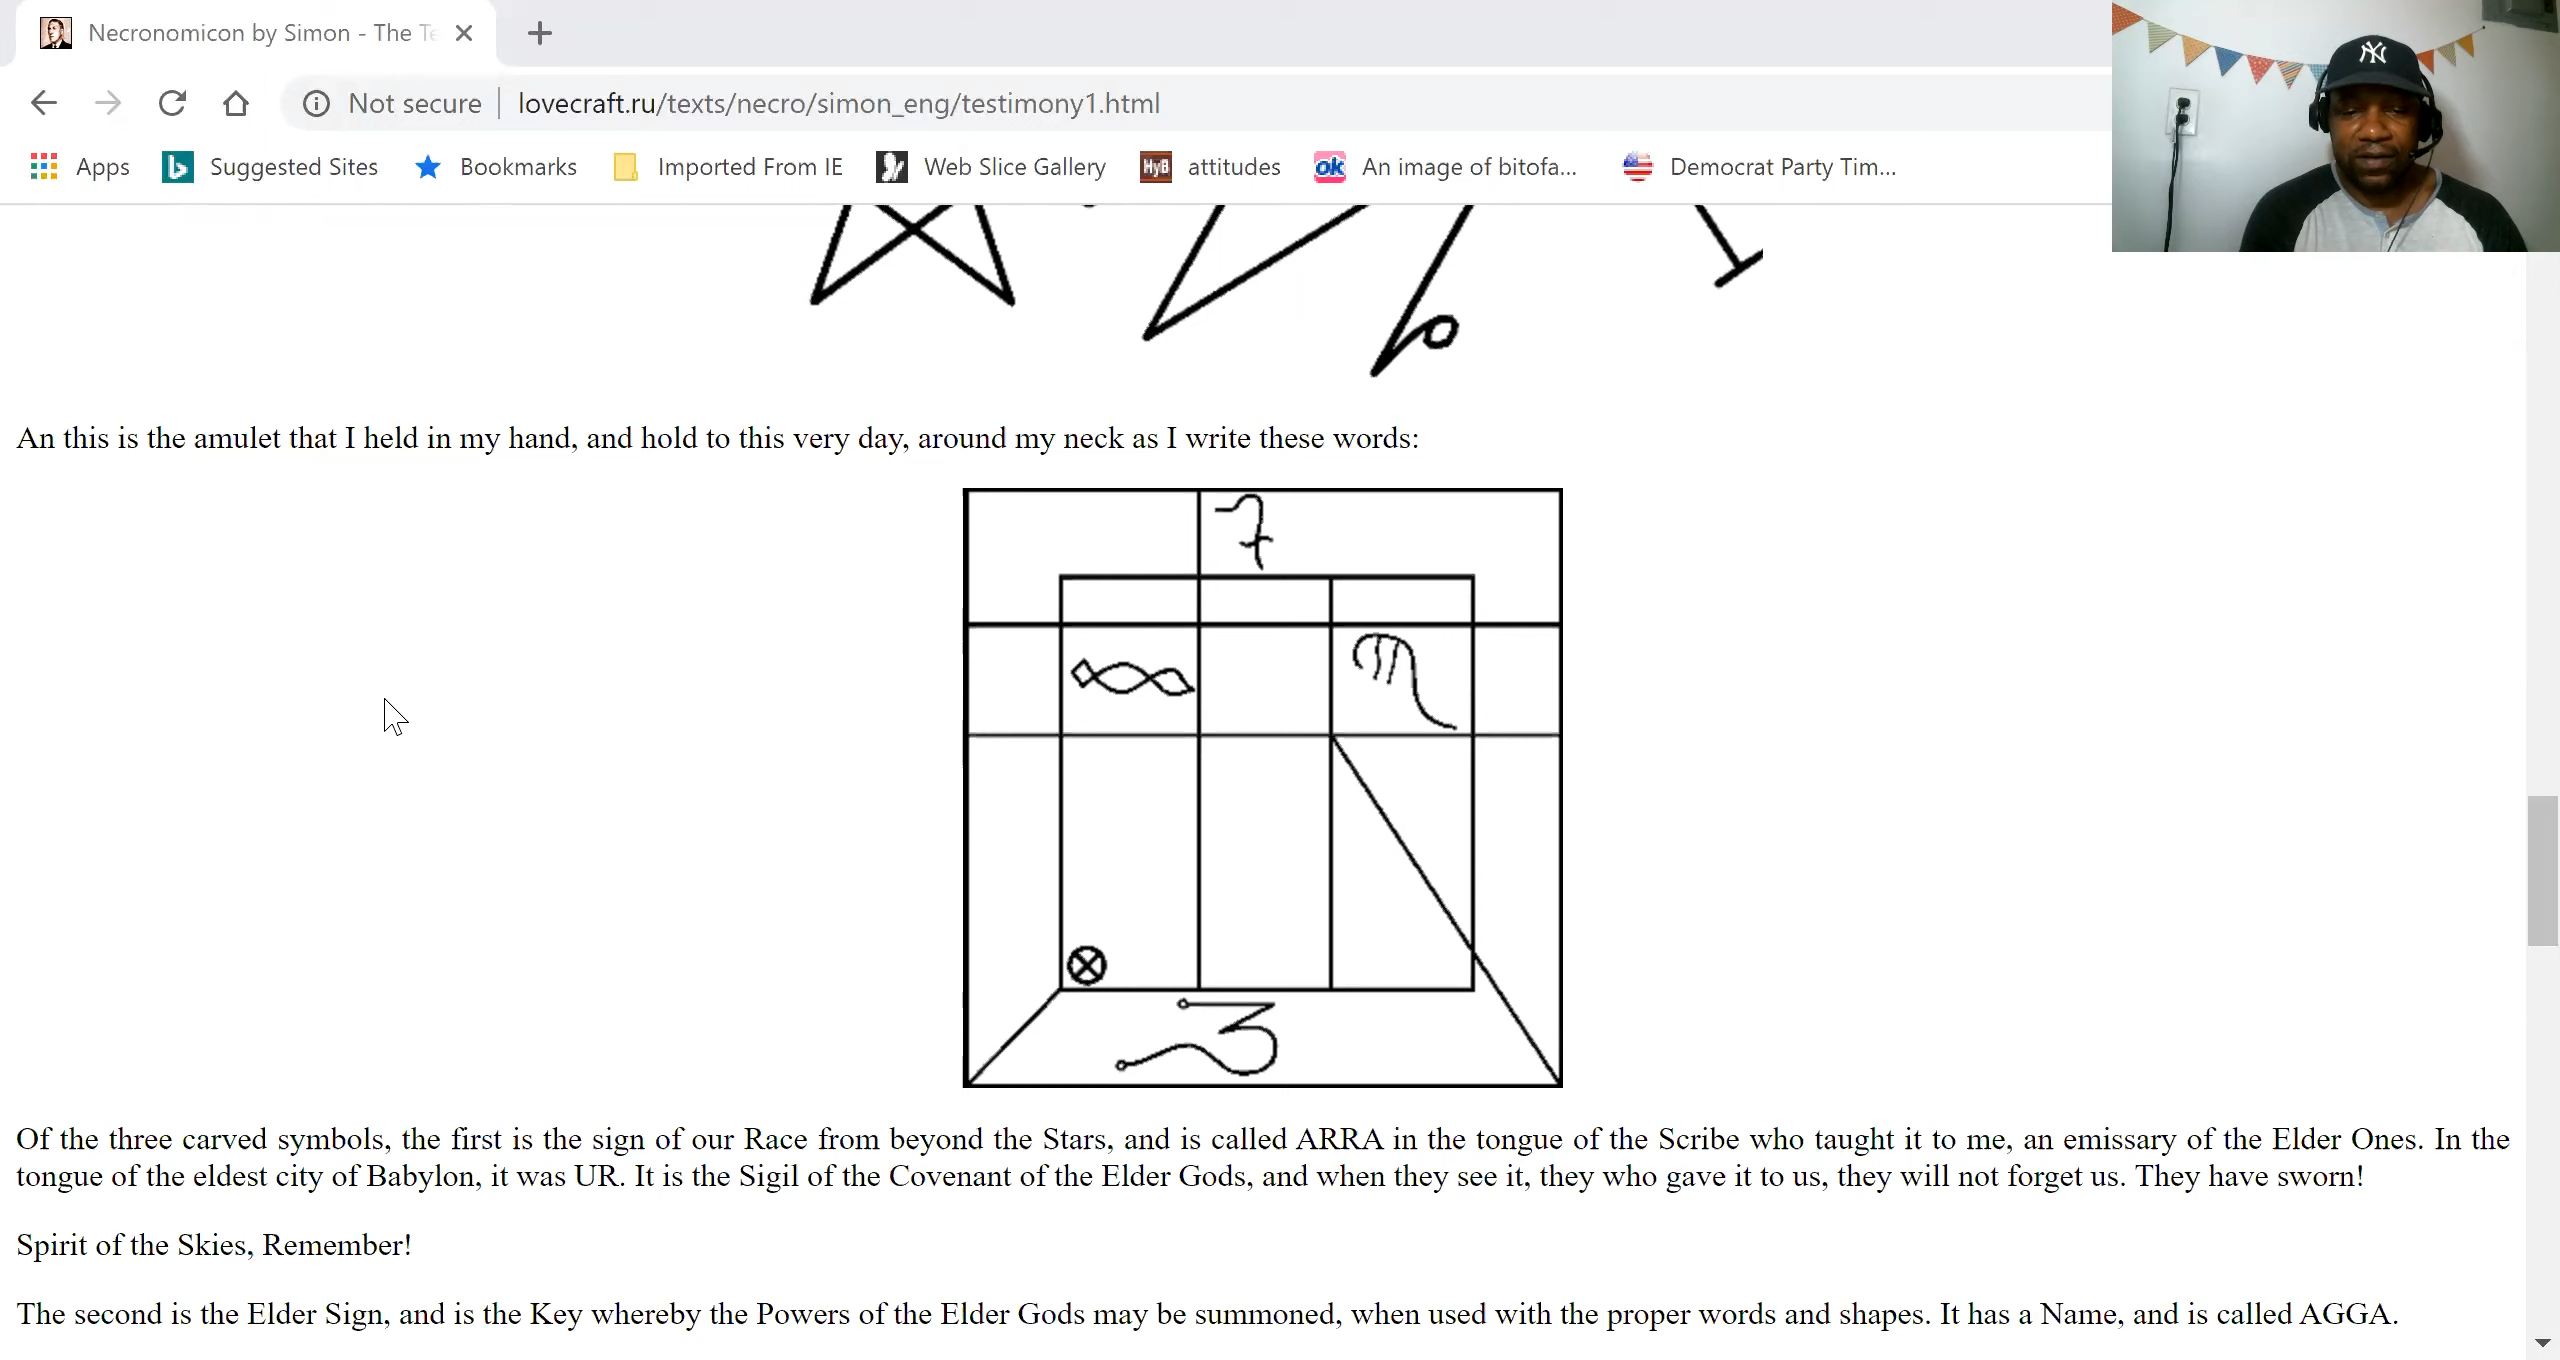 Necronomicon by Simon - The Te
Not secure
lovecraft.ru/texts/necro/simon_eng/testimony1.html
Apps
Suggested Sites
Bookmarks
Imported From IE
Web Slice Gallery
HyB
attitudes
ok
An image of bitofa...
Democrat Party Tim...
NY
An this is the amulet that I held in my hand, and hold to this very day, around my neck as I write these words:
Of the three carved symbols, the first is the sign of our Race from beyond the Stars, and is called ARRA in the tongue of the Scribe who taught it to me, an emissary of the Elder Ones. In the
tongue of the eldest city of Babylon, it was UR. It is the Sigil of the Covenant of the Elder Gods, and when they see it, they who gave it to us, they will not forget us. They have sworn!
Spirit of the Skies, Remember!
The second is the Elder Sign, and is the Key whereby the Powers of the Elder Gods may be summoned, when used with the proper words and shapes. It has a Name, and is called AGGA.